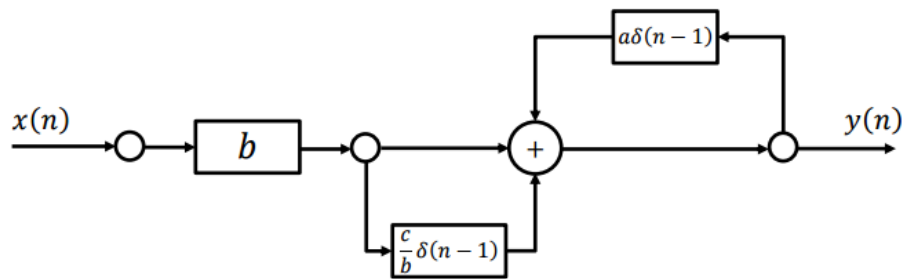 aδ(n − 1)
x(n)
b
+
y(n)
c/b δ(n − 1)